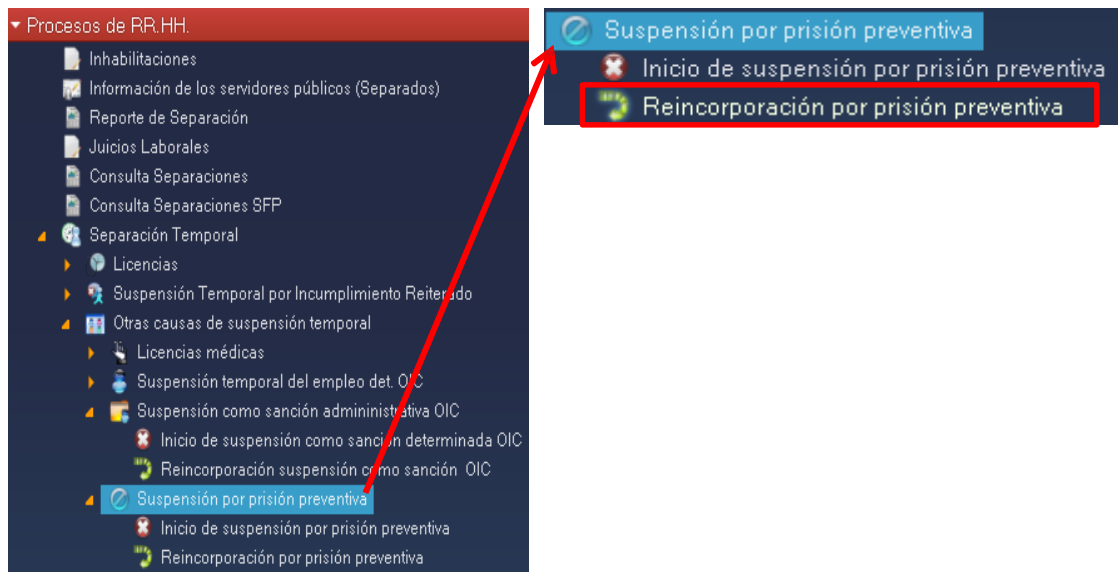 Procesos de RR.HH.
Inhabilitaciones
Información de los servidores públicos (Separados)
Reporte de Separación
Juicios Laborales
Consulta Separaciones
Consulta Separaciones SFP
Separación Temporal
Licencias
Suspensión Temporal por Incumplimiento Reiterado
Otras causas de suspensión temporal
Licencias médicas
Suspensión temporal del empleo det. OIC
Suspensión como sanción admininistrativa OIC
Inicio de suspensión como sanción determinada OIC
Reincorporación suspensión como sanción OIC
Suspensión por prisión preventiva
Inicio de suspensión por prisión preventiva
Reincorporación por prisión preventiva
Suspensión por prisión preventiva
Inicio de suspensión por prisión preventiva
Reincorporación por prisión preventiva